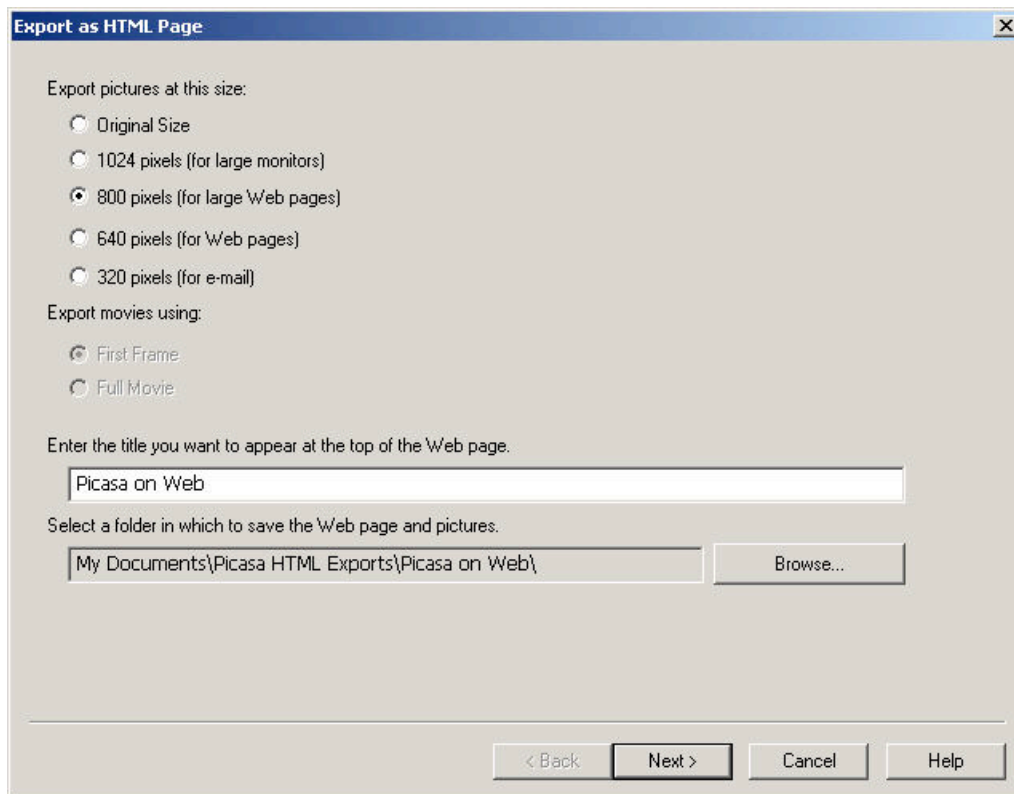 Export as HTML Page
Export pictures at this size:
Original Size
1024 pixels (for large monitors)
800 pixels (for large Web pages)
640 pixels (for Web pages)
320 pixels (for e-mail)
Export movies using:
First Frame
Full Movie
Enter the title you want to appear at the top of the Web page.
Picasa on Web
Select a folder in which to save the Web page and pictures.
My Documents\Picasa HTML Exports\Picasa on Web\
Browse...
< Back
Next >
Cancel
Help